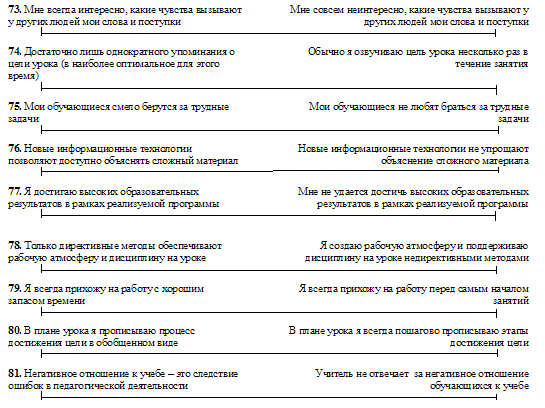 73. Мне всегда интересно, какие чувства вызывают
у других людей мои слова и поступки
Мне совсем неинтересно, какие чувства вызывают у
других людей мои слова и поступки
74. Достаточно лишь однократного упоминания о
цели урока (в наиболее оптимальное для этого
время)
Обычно я озвучиваю цель урока несколько раз в
течение занятия
75. Мои обучающиеся смело берутся за трудные
задачи
Мои обучающиеся не любят браться за трудные
задачи
76. Новые информационные технологии
позволяют доступно объяснять сложный материал
Новые информационные технологии не упрощают
объяснение сложного материала
77. Я достигаю высоких образовательных
результатов в рамках реализуемой программы
Мне не удается достичь высоких образовательных
результатов в рамках реализуемой программы
78. Только директивные методы обеспечивают
рабочую атмосферу и дисциплину на уроке
Я создаю рабочую атмосферу и поддерживаю
дисциплину на уроке недирективными методами
79. Я всегда прихожу на работу с хорошим
запасом времени
Я всегда прихожу на работу перед самым началом
занятий
80. В плане урока я прописываю процесс
достижения цели в обобщенном виде
В плане урока я всегда пошагово прописываю этапы
достижения цели
81. Негативное отношение к учебе – это следствие
ошибок в педагогической деятельности
Учитель не отвечает за негативное отношение
обучающихся к учебе